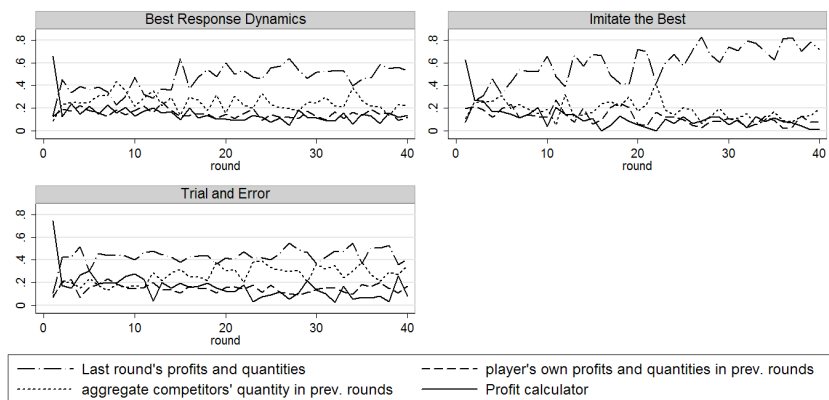 Best Response Dynamics
.8
.6
.4
.2
0
0 10 20 30 40
round
Imitate the Best
.8
.6
.4
.2
0
0 10 20 30 40
round
Trial and Error
.8
.6
.4
.2
0
0 10 20 30 40
round
Last round's profits and quantities
player's own profits and quantities in prev. rounds
aggregate competitors' quantity in prev. rounds
Profit calculator